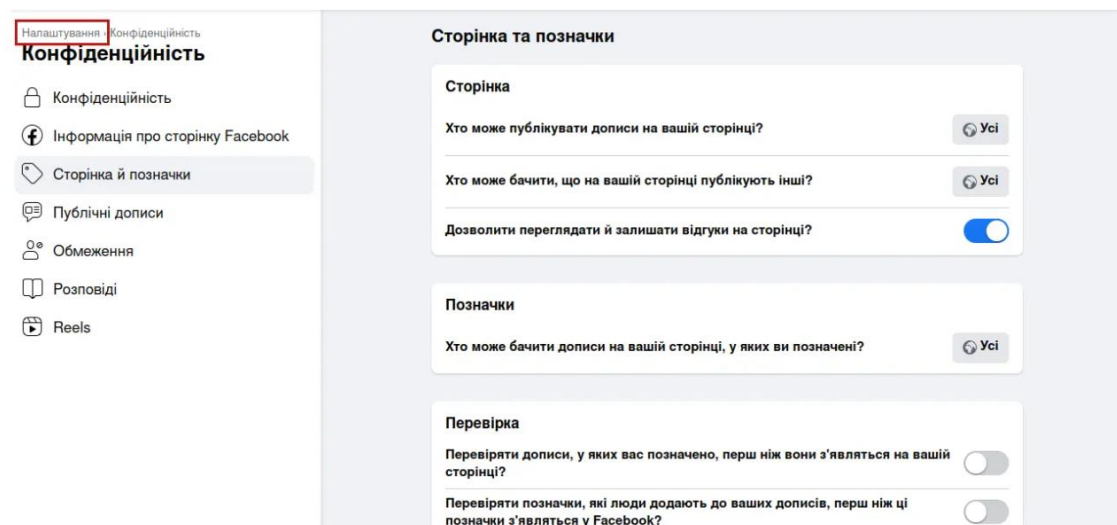 Налаштування › Конфіденційність
Конфіденційність
Конфіденційність
Інформація про сторінку Facebook
Сторінка й позначки
Публічні дописи
Обмеження
Розповіді
Reels
Сторінка та позначки
Сторінка
Хто може публікувати дописи на вашій сторінці?
Усі
Хто може бачити, що на вашій сторінці публікують інші?
Усі
Дозволити переглядати й залишати відгуки на сторінці?
Позначки
Хто може бачити дописи на вашій сторінці, у яких ви позначені?
Усі
Перевірка
Перевіряти дописи, у яких вас позначено, перш ніж вони з'являться на вашій
сторінці?
Перевіряти позначки, які люди додають до ваших дописів, перш ніж ці
позначки з'являться у Facebook?